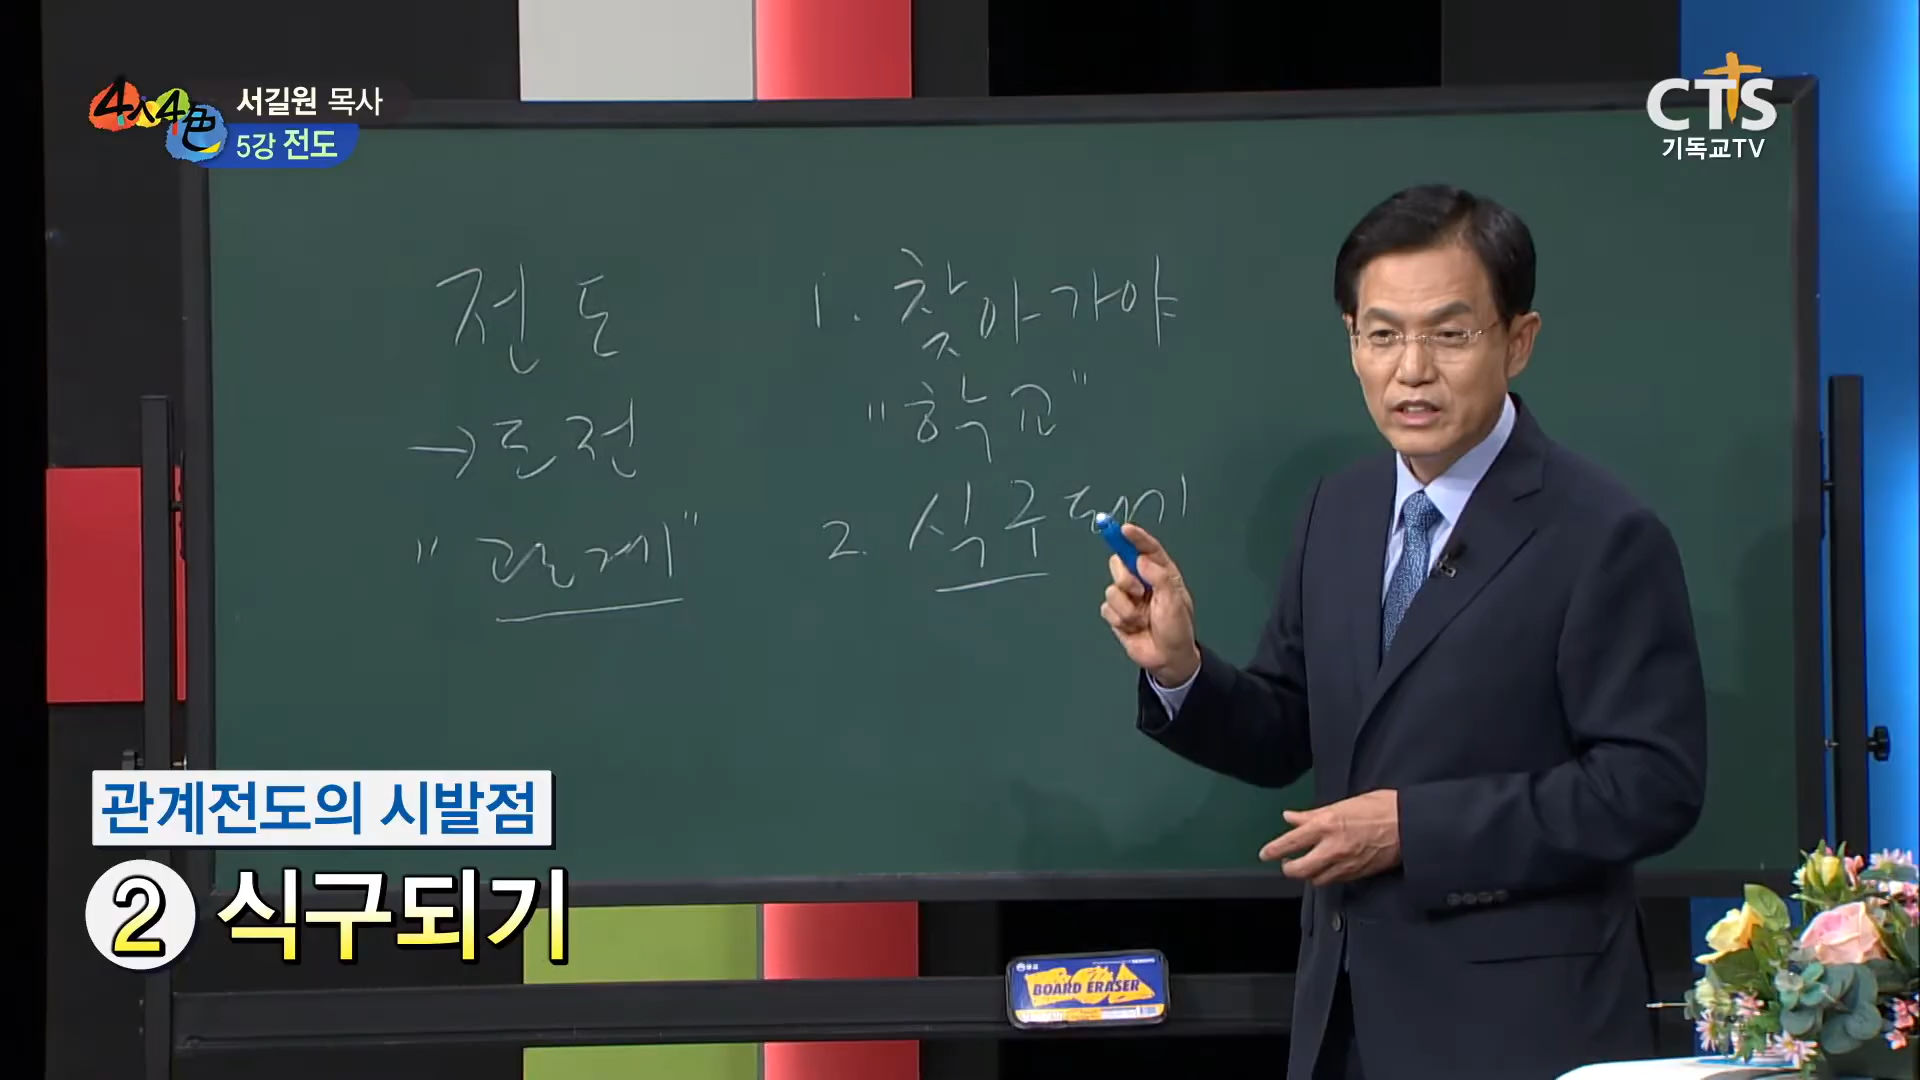 4人4色
서길원 목사
5강 전도
CTS
기독교TV
전도
→도전
"관계"
1. 찾아가야
"학교"
2. 식구되기
관계전도의 시발점
② 식구되기
BOARD ERASER